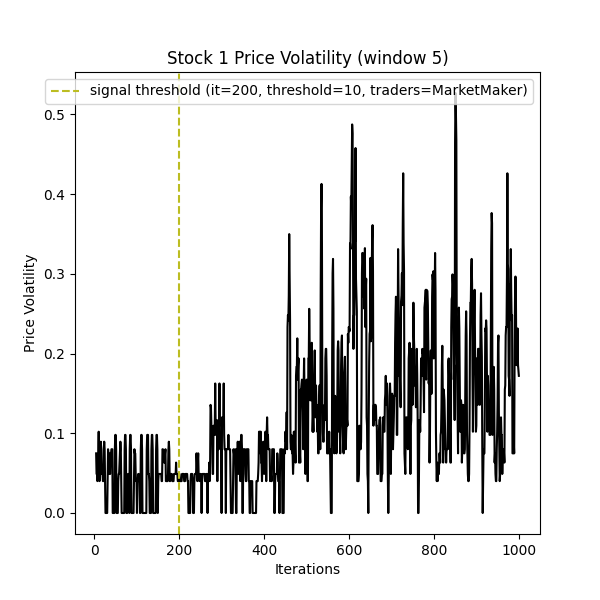 Stock 1 Price Volatility (window 5)
signal threshold (it=200, threshold=10, traders=MarketMaker)
0.5
0.4
0.3
0.2
0.1
0.0
Price Volatility
0 200 400 600 800 1000
Iterations